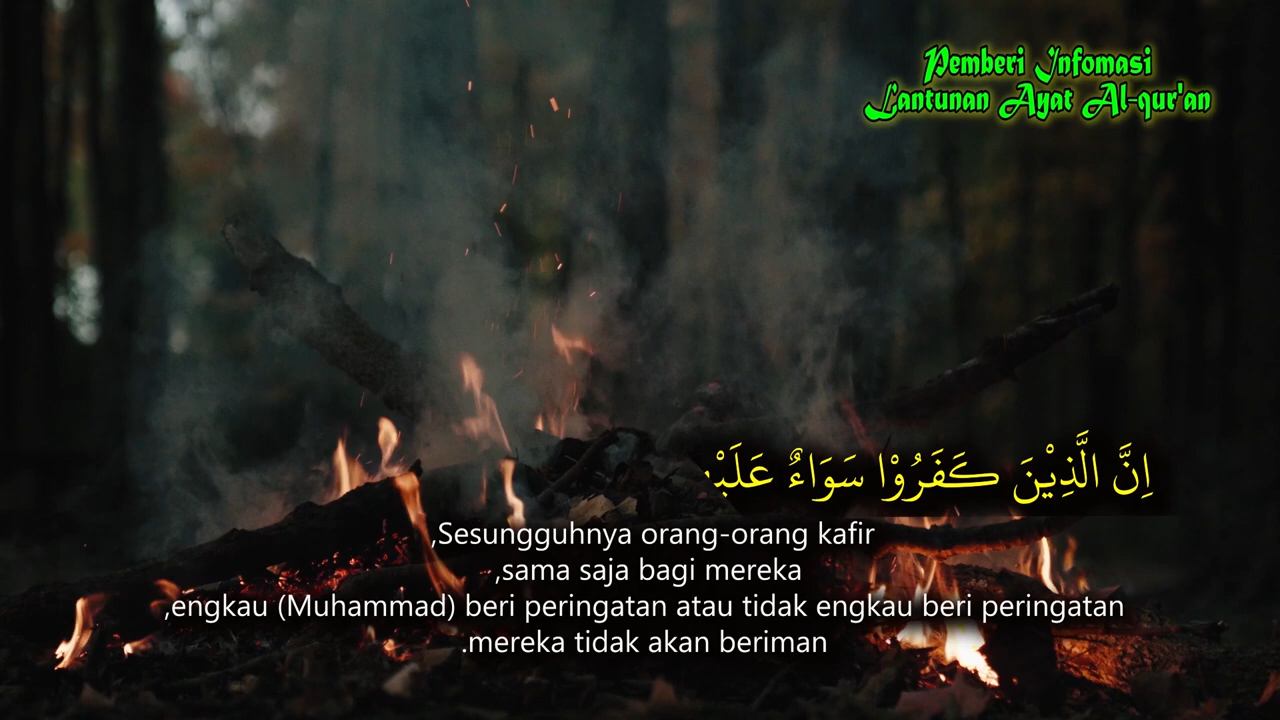 Pemberi Infomasi
Lantunan Ayat Al-qur'an
اِنَّ الَّذِيْنَ كَفَرُوْا سَوَاءٌ
,Sesungguhnya orang-orang kafir
,sama saja bagi mereka
,engkau (Muhammad) beri peringatan atau tidak engkau beri peringatan
.mereka tidak akan beriman